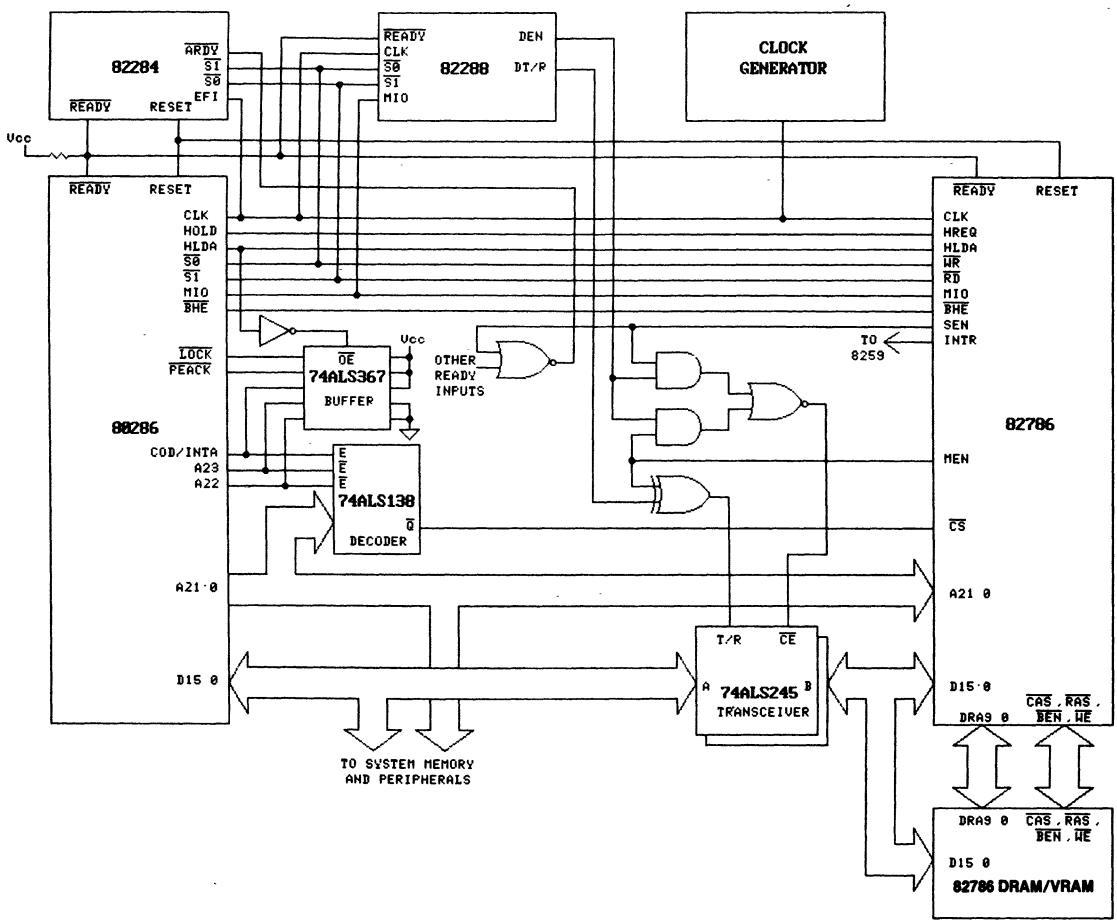 82284
ARDY
S1
S0
EFI
READY RESET
READY
CLK
S0
S1
MIO
82288
DEN
DT/R
CLOCK
GENERATOR
Vcc
READY RESET
CLK
HOLD
HLDA
S0
S1
MIO
BHE
LOCK
PEACK
80286
COD/INTA
A23
A22
A21·0
D15 0
OE
74ALS367
BUFFER
Vcc
E
E
E
74ALS138
Q
DECODER
OTHER
READY
INPUTS
TO
8259
READY RESET
CLK
HREQ
HLDA
WR
RD
MIO
BHE
SEN
INTR
82786
MEN
CS
A21 0
D15·0
CAS, RAS,
DRA9 0 BEN, WE
T/R CE
A 74ALS245 B
TRANSCEIVER
TO SYSTEM MEMORY
AND PERIPHERALS
DRA9 0 CAS, RAS,
BEN, WE
D15 0
82786 DRAM/VRAM